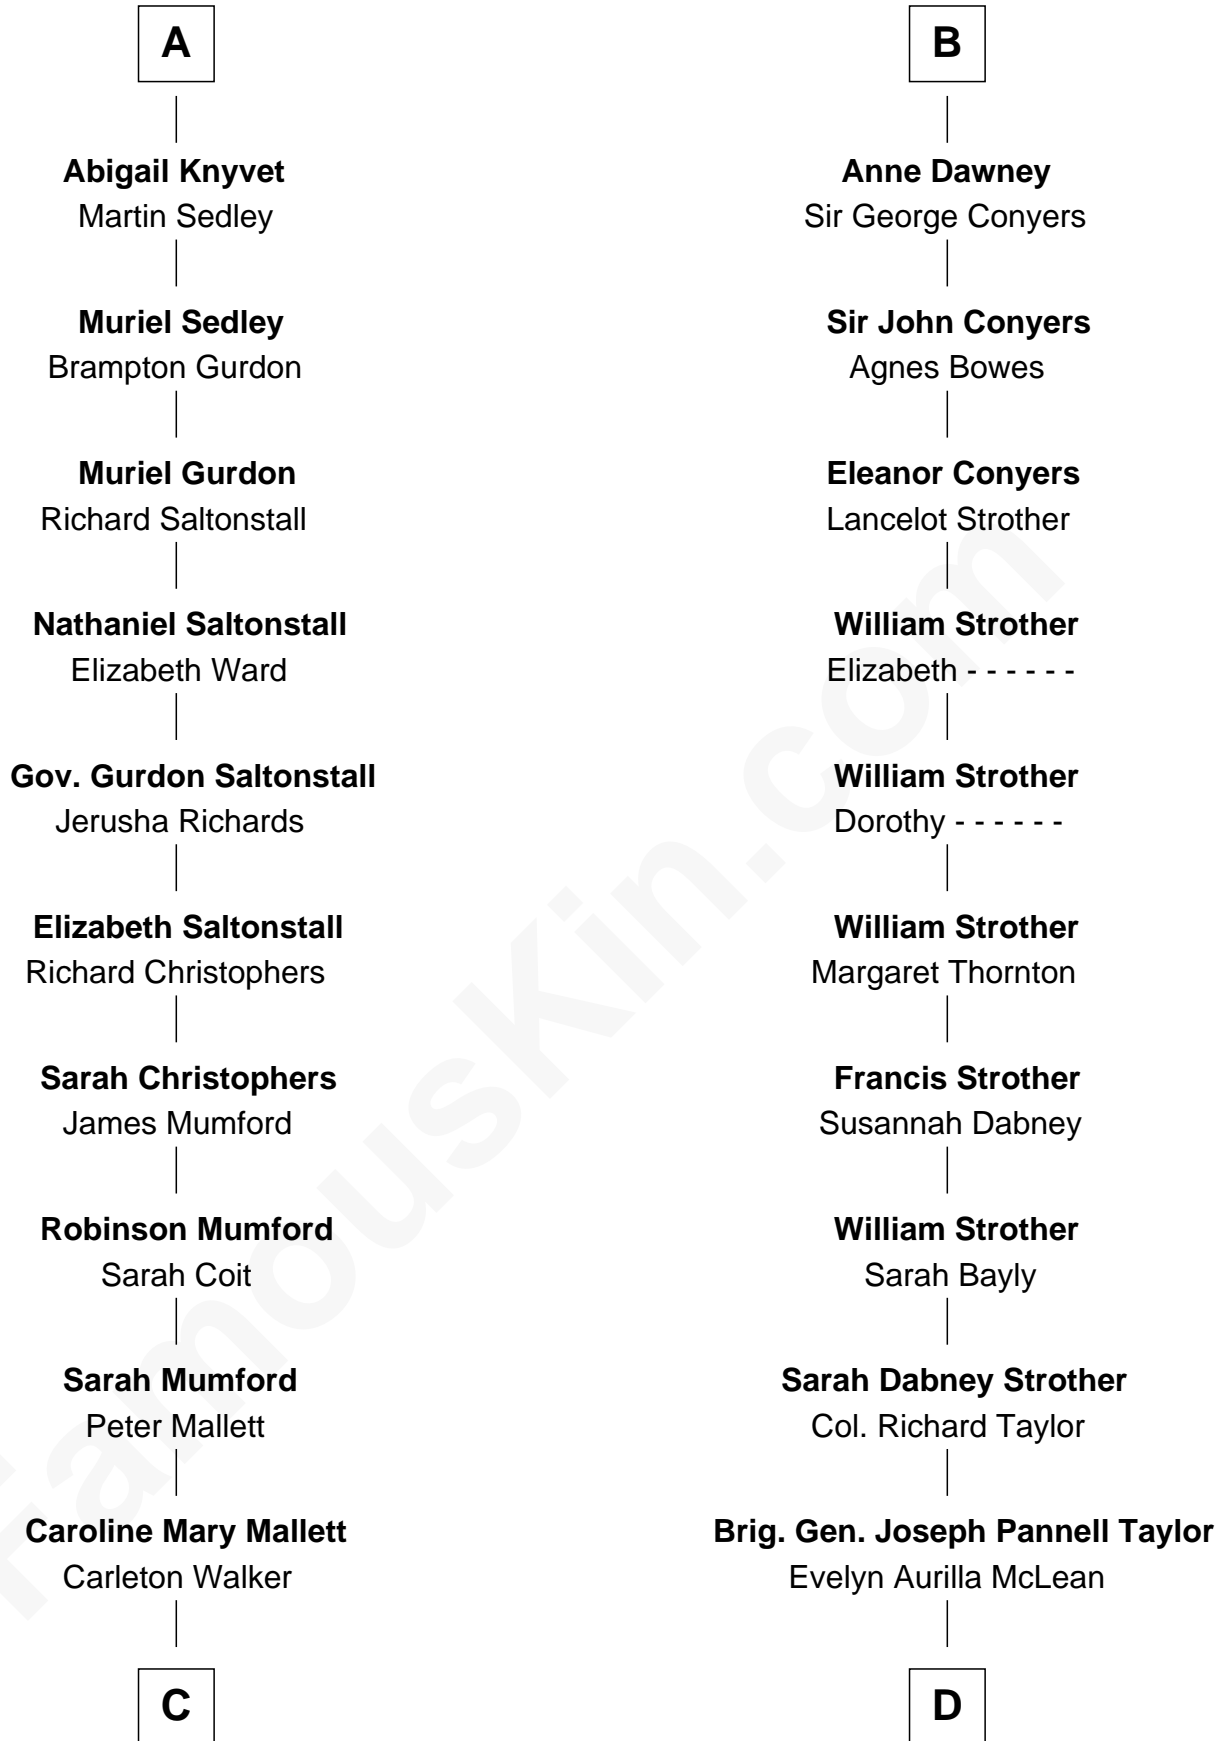 A
Abigail Knyvet
Martin Sedley
Muriel Sedley
Brampton Gurdon
Muriel Gurdon
Richard Saltonstall
Nathaniel Saltonstall
Elizabeth Ward
Gov. Gurdon Saltonstall
Jerusha Richards
Elizabeth Saltonstall
Richard Christophers
Sarah Christophers
James Mumford
Robinson Mumford
Sarah Coit
Sarah Mumford
Peter Mallett
Caroline Mary Mallett
Carleton Walker
C
B
Anne Dawney
Sir George Conyers
Sir John Conyers
Agnes Bowes
Eleanor Conyers
Lancelot Strother
William Strother
Elizabeth - - - - - -
William Strother
Dorothy - - - - - -
William Strother
Margaret Thornton
Francis Strother
Susannah Dabney
William Strother
Sarah Bayly
Sarah Dabney Strother
Col. Richard Taylor
Brig. Gen. Joseph Pannell Taylor
Evelyn Aurilla McLean
D
FamousKin.com